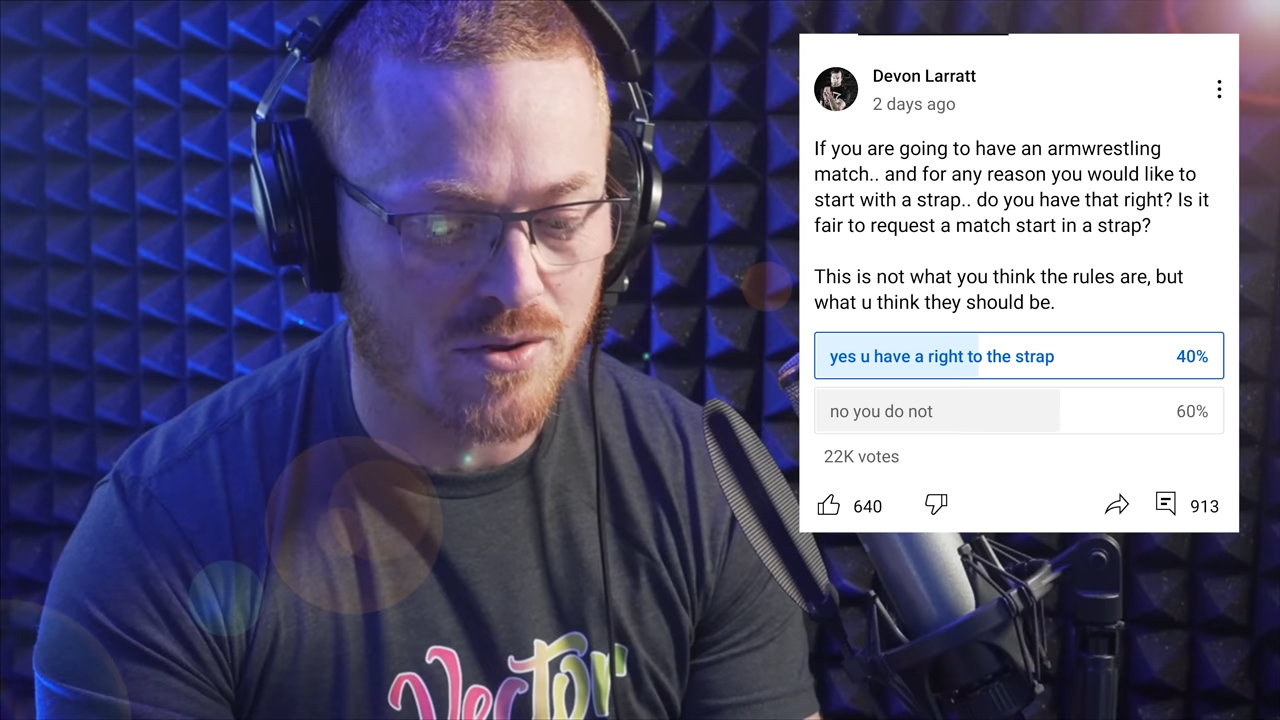 Devon Larratt
2 days ago
If you are going to have an armwrestling
match.. and for any reason you would like to
start with a strap.. do you have that right? Is it
fair to request a match start in a strap?
This is not what you think the rules are, but
what u think they should be.
yes u have a right to the strap 40%
no you do not 60%
22K votes
640 913
Vector